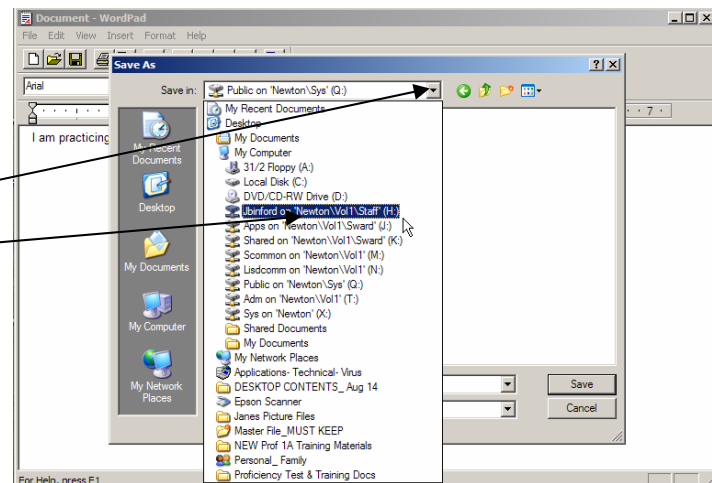 Document - WordPad
File Edit View Insert Format Help
Save As
Arial
Save in: Public on 'Newton\Sys' (Q:)
7
I am practicing
My Recent Documents
Desktop
My Documents
My Computer
My Network Places
My Recent Documents
Desktop
My Documents
My Computer
31/2 Floppy (A:)
Local Disk (C:)
DVD/CD-RW Drive (D:)
Jbinford on 'Newton\Vol1\Staff' (H:)
Apps on 'Newton\Vol1\Sward' (J:)
Shared on 'Newton\Vol1\Sward' (K:)
Scommon on 'Newton\Vol1' (M:)
Lisdcomm on 'Newton\Vol1' (N:)
Public on 'Newton\Sys' (Q:)
Adm on 'Newton\Vol1' (T:)
Sys on 'Newton' (X:)
Shared Documents
My Documents
My Network Places
Applications- Technical- Virus
DESKTOP CONTENTS_ Aug 14
Epson Scanner
Janes Picture Files
Master File_MUST KEEP
NEW Prof 1A Training Materials
Personal_ Family
Proficiency Test & Training Docs
Save
Cancel
For Help, press F1